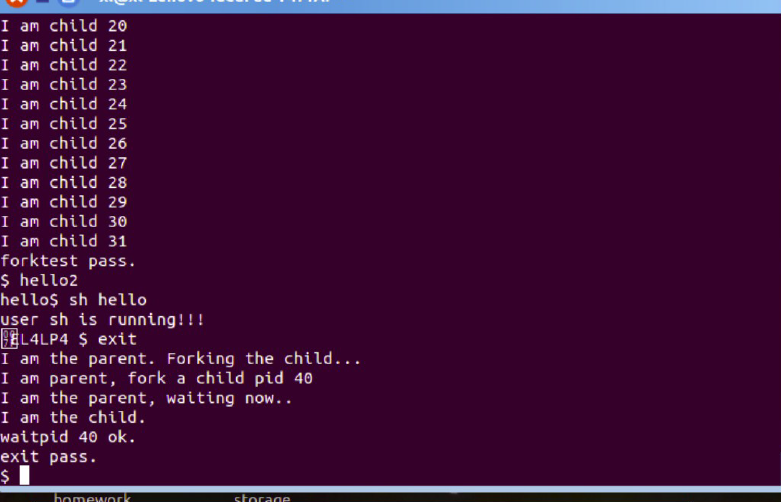 I am child 20
I am child 21
I am child 22
I am child 23
I am child 24
I am child 25
I am child 26
I am child 27
I am child 28
I am child 29
I am child 30
I am child 31
forktest pass.
$ hello2
hello$ sh hello
user sh is running!!!
L4LP4 $ exit
I am the parent. Forking the child...
I am parent, fork a child pid 40
I am the parent, waiting now..
I am the child.
waitpid 40 ok.
exit pass.
$
homework storage